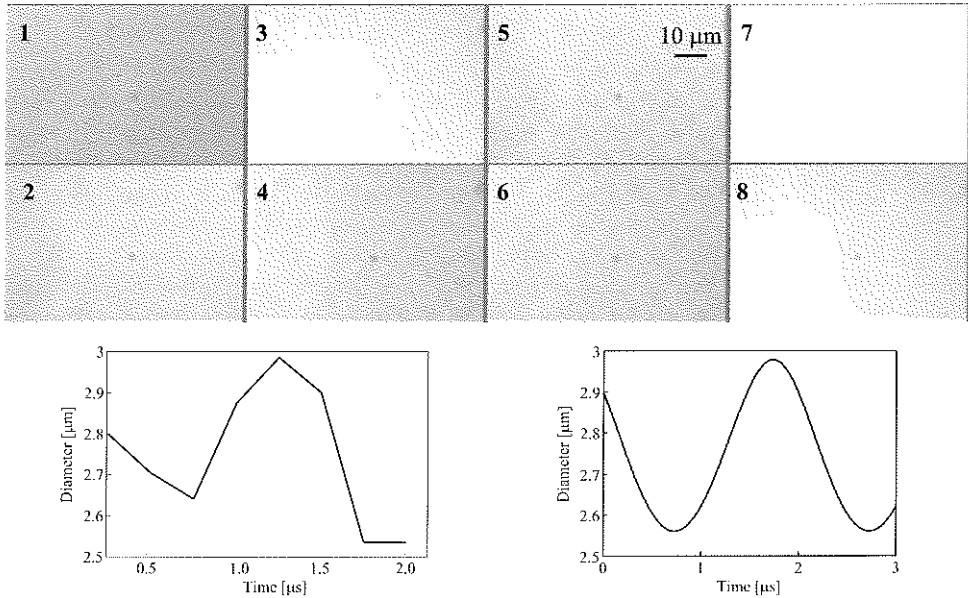 1 3 5 7
10 μm
2 4 6 8
3 3
2.9 2.9
2.8 2.8
2.7 2.7
2.6 2.6
2.5 2.5
Diameter [μm] Diameter [μm]
0.5 1.0 1.5 2.0 0 1 2 3
Time [μs] Time [μs]